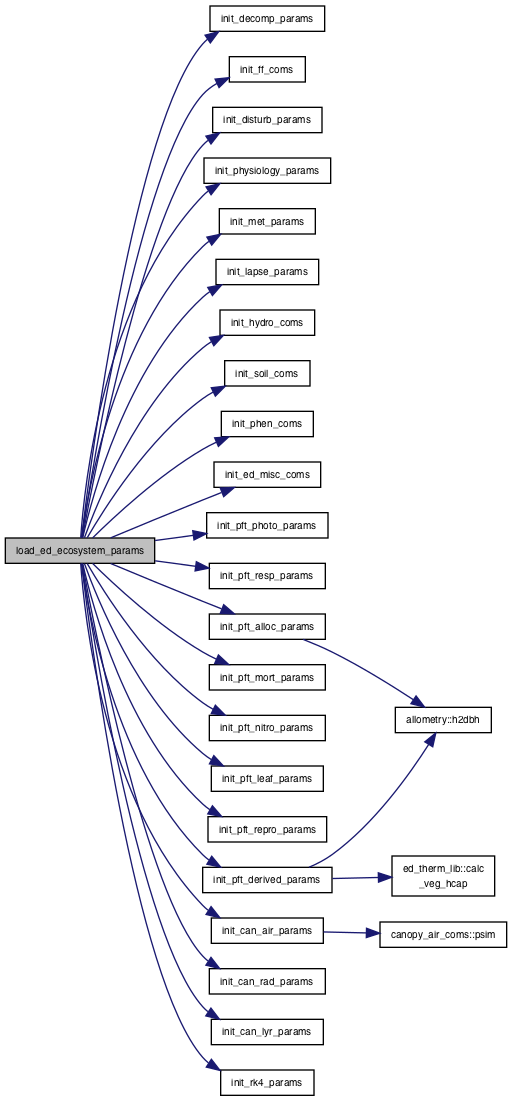 init_decomp_params
init_ff_coms
init_disturb_params
init_physiology_params
init_met_params
init_lapse_params
init_hydro_coms
init_soil_coms
init_phen_coms
init_ed_misc_coms
init_pft_photo_params
load_ed_ecosystem_params
init_pft_resp_params
init_pft_alloc_params
init_pft_mort_params
allometry::h2dbh
init_pft_nitro_params
init_pft_leaf_params
init_pft_repro_params
init_pft_derived_params
ed_therm_lib::calc
_veg_hcap
init_can_air_params
canopy_air_coms::psim
init_can_rad_params
init_can_lyr_params
init_rk4_params